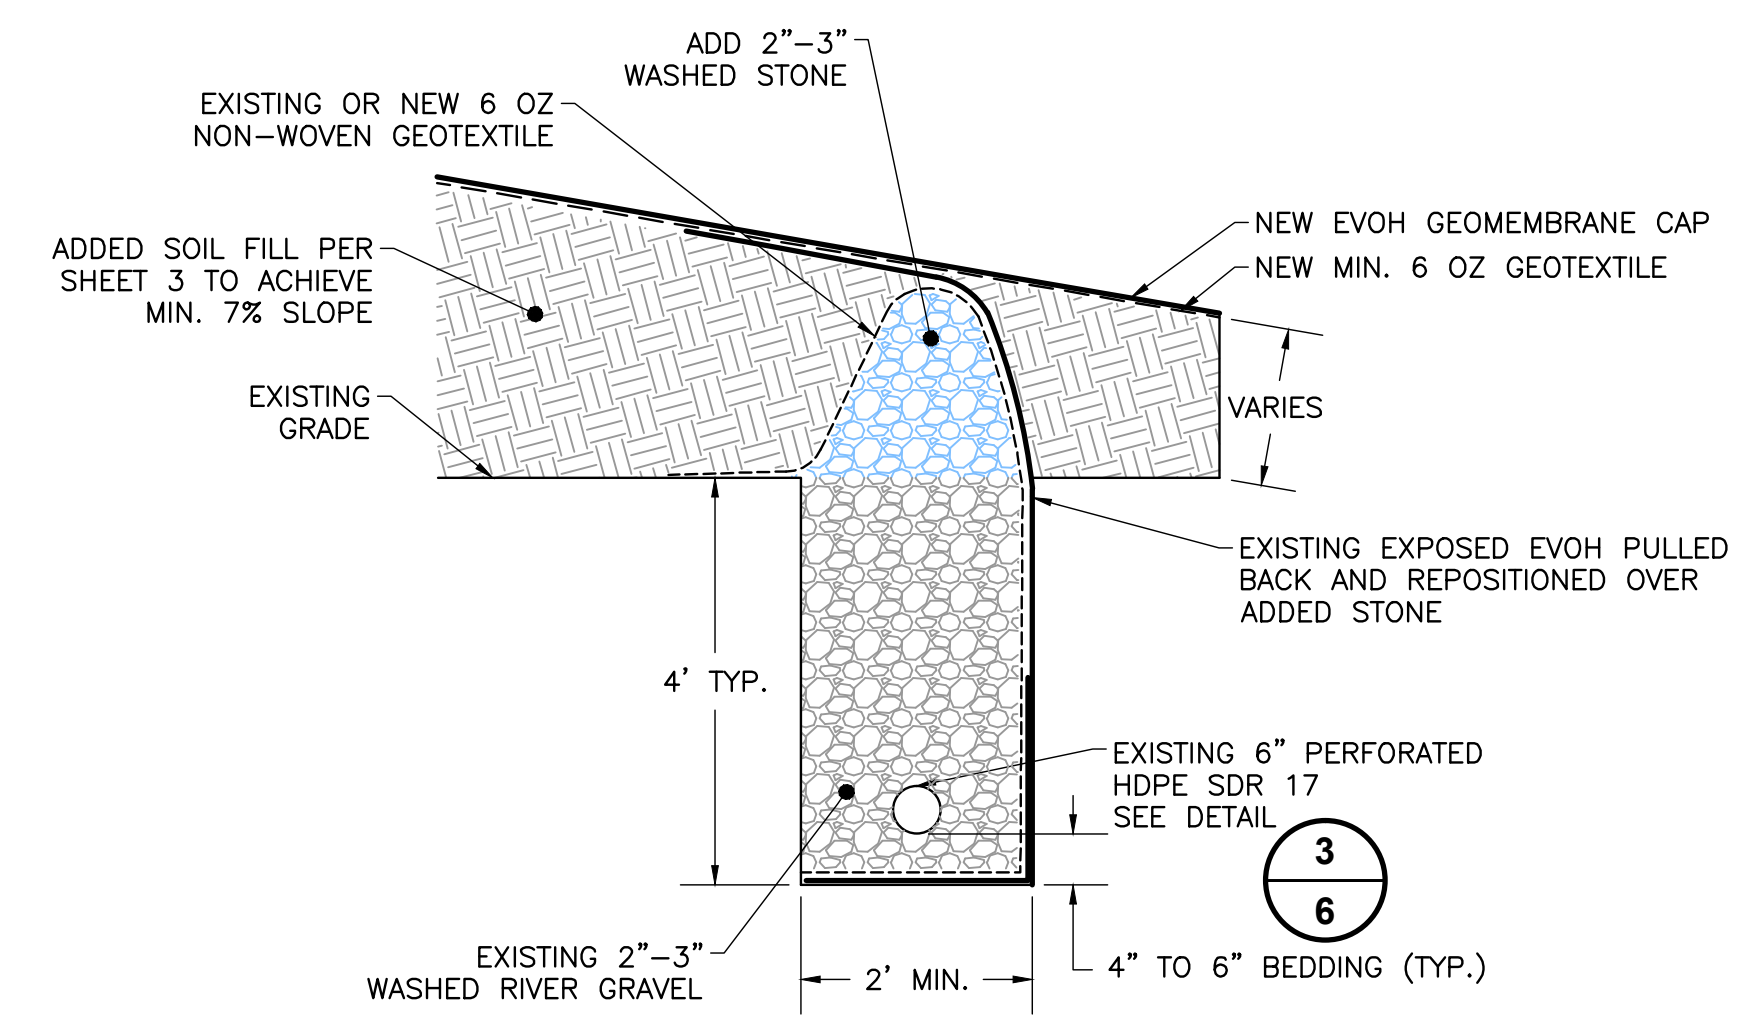 ADD 2"–3"
WASHED STONE
EXISTING OR NEW 6 OZ
NON–WOVEN GEOTEXTILE
NEW EVOH GEOMEMBRANE CAP
NEW MIN. 6 OZ GEOTEXTILE
ADDED SOIL FILL PER
SHEET 3 TO ACHIEVE
MIN. 7% SLOPE
EXISTING
GRADE
VARIES
EXISTING EXPOSED EVOH PULLED
BACK AND REPOSITIONED OVER
ADDED STONE
4' TYP.
EXISTING 6" PERFORATED
HDPE SDR 17
SEE DETAIL
3
6
EXISTING 2"–3"
WASHED RIVER GRAVEL
2' MIN.
4" TO 6" BEDDING (TYP.)